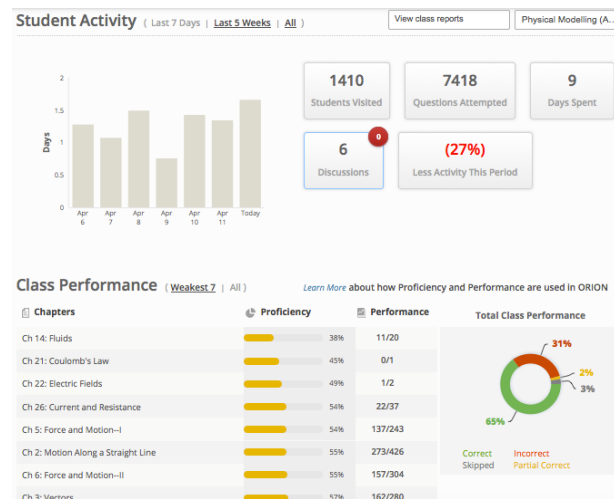 Student Activity ( Last 7 Days | Last 5 Weeks | All )
View class reports
Physical Modelling (A...
Days
2
1.5
1
0.5
0
Apr 6
Apr 7
Apr 8
Apr 9
Apr 10
Apr 11
Today
1410
Students Visited
7418
Questions Attempted
9
Days Spent
0
6
Discussions
(27%)
Less Activity This Period
Class Performance ( Weakest 7 | All )
Learn More about how Proficiency and Performance are used in ORION
Chapters Proficiency Performance
Ch 14: Fluids 38% 11/20
Ch 21: Coulomb's Law 45% 0/1
Ch 22: Electric Fields 49% 1/2
Ch 26: Current and Resistance 54% 22/37
Ch 5: Force and Motion--I 54% 137/243
Ch 2: Motion Along a Straight Line 55% 273/426
Ch 6: Force and Motion--II 55% 157/304
Ch 3: Vectors 57% 162/280
Total Class Performance
31%
2%
3%
65%
Correct Incorrect
Skipped Partial Correct